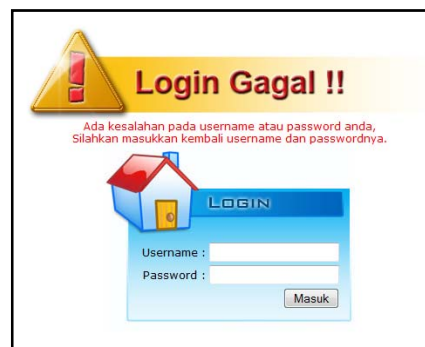 Login Gagal !!
Ada kesalahan pada username atau password anda,
Silahkan masukkan kembali username dan passwordnya.
LOGIN
Username :
Password :
Masuk